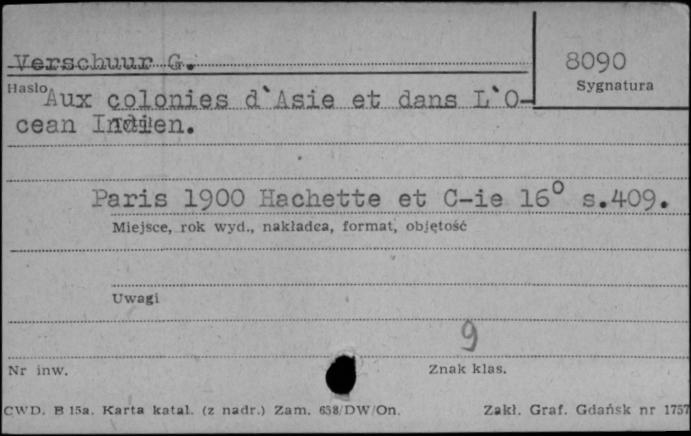 Verschuur G.
8090
Hasło
Sygnatura
Aux colonies d`Asie et dans L`O-
cean Indien.
Paris 1900 Hachette et C-ie 16° s.409.
Miejsce, rok wyd., nakładca, format, objętość
Uwagi
9
Nr inw.
Znak klas.
CWD. B 15a. Karta katal. (z nadr.) Zam. 658/DW/On. Zakł. Graf. Gdańsk nr 1757